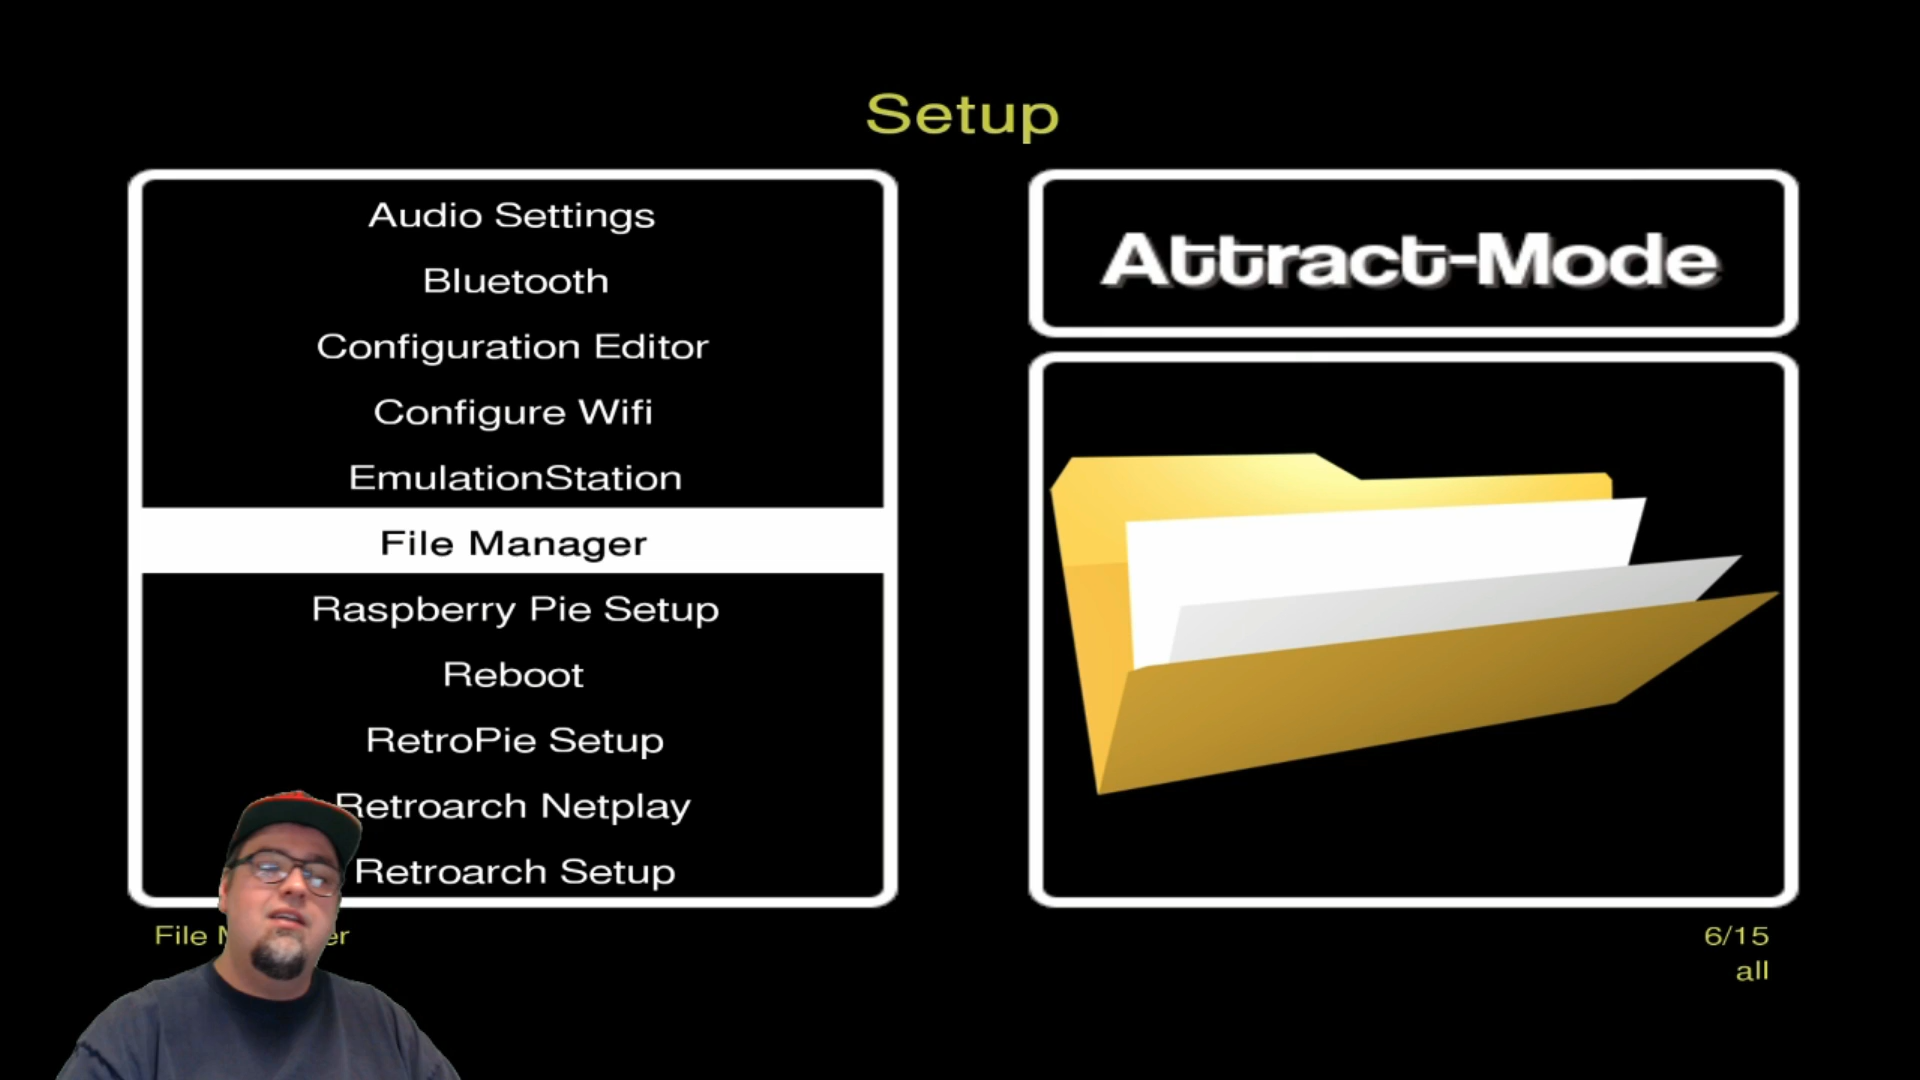 Setup
Audio Settings
Bluetooth
Configuration Editor
Configure Wifi
EmulationStation
File Manager
Raspberry Pie Setup
Reboot
RetroPie Setup
Retroarch Netplay
Retroarch Setup
Attract-Mode
File
6/15
all